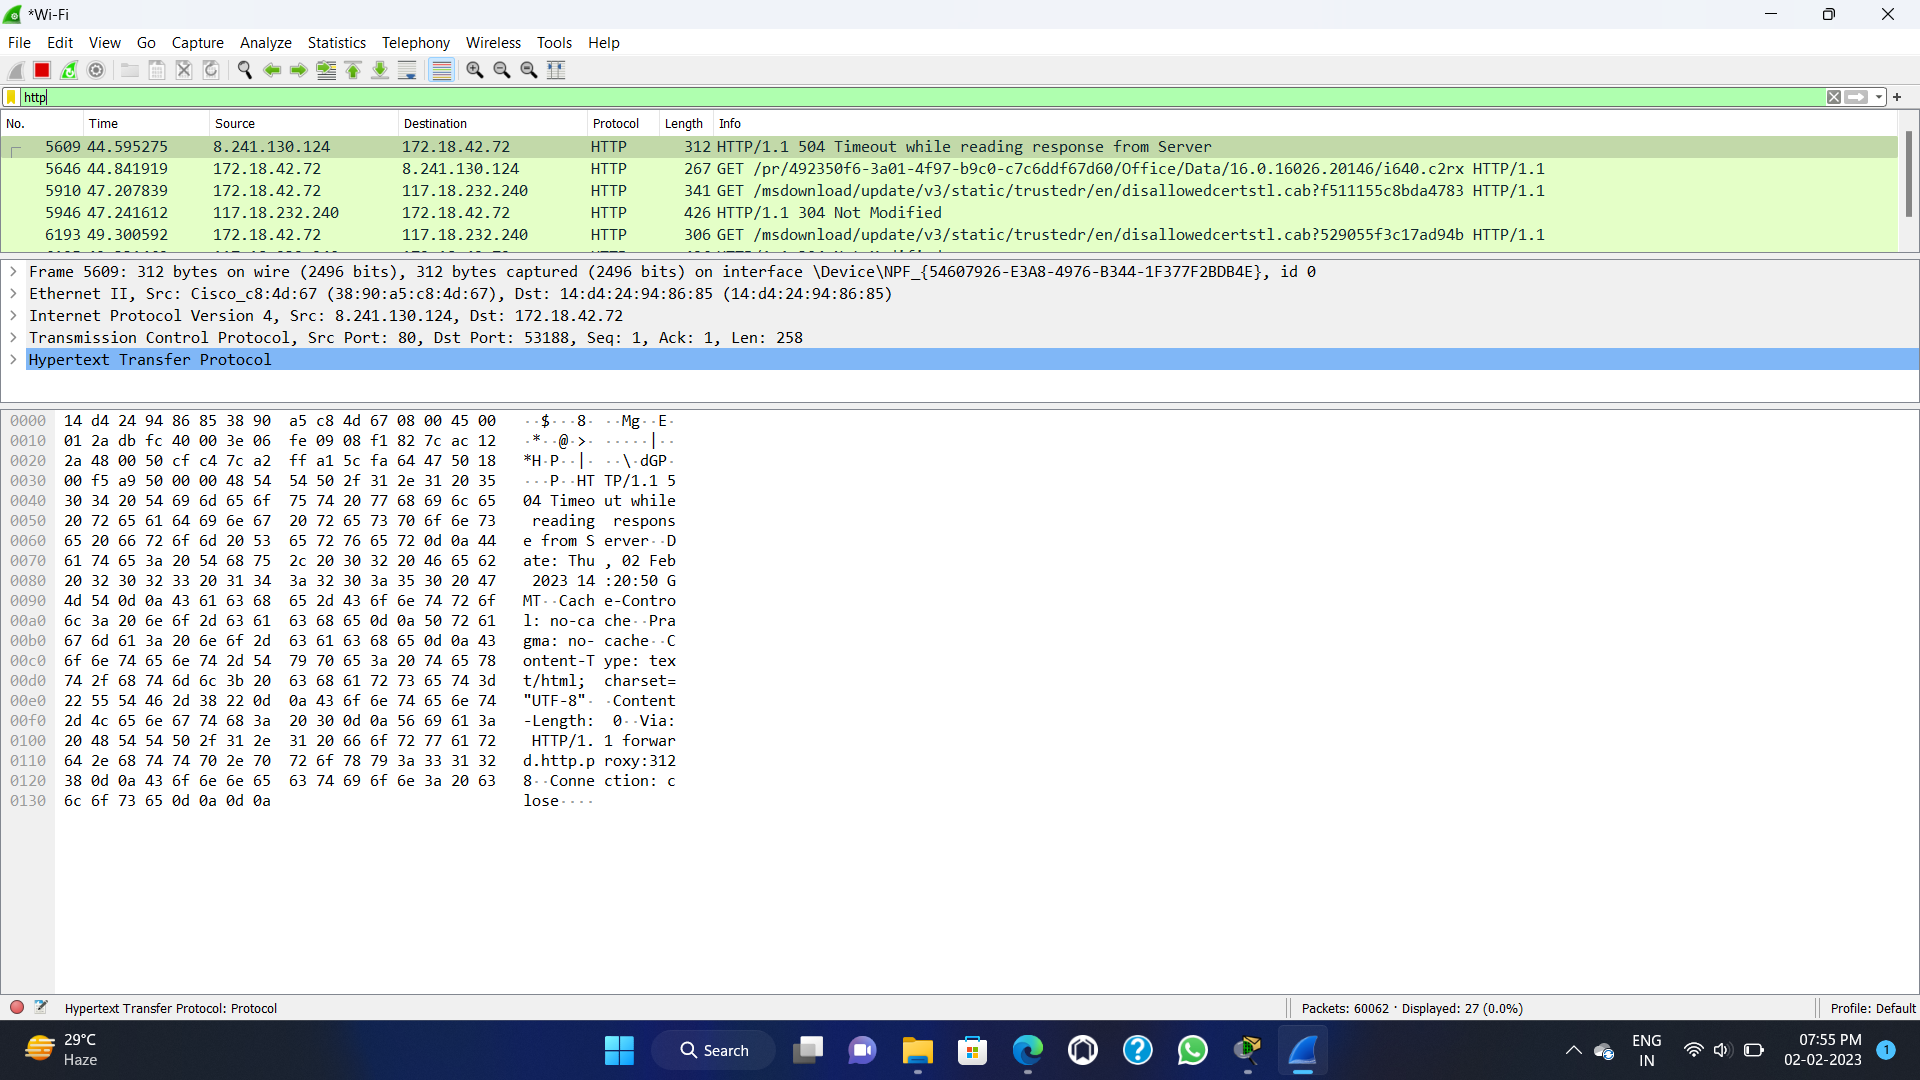 *Wi-Fi
File Edit View Go Capture Analyze Statistics Telephony Wireless Tools Help
http
No. Time Source Destination Protocol Length Info
5609 44.595275 8.241.130.124 172.18.42.72 HTTP 312 HTTP/1.1 504 Timeout while reading response from Server
5646 44.841919 172.18.42.72 8.241.130.124 HTTP 267 GET /pr/492350f6-3a01-4f97-b9c0-c7c6ddf67d60/Office/Data/16.0.16026.20146/i640.c2rx HTTP/1.1
5910 47.207839 172.18.42.72 117.18.232.240 HTTP 341 GET /msdownload/update/v3/static/trustedr/en/disallowedcertstl.cab?f511155c8bda4783 HTTP/1.1
5946 47.241612 117.18.232.240 172.18.42.72 HTTP 426 HTTP/1.1 304 Not Modified
6193 49.300592 172.18.42.72 117.18.232.240 HTTP 306 GET /msdownload/update/v3/static/trustedr/en/disallowedcertstl.cab?529055f3c17ad94b HTTP/1.1
Frame 5609: 312 bytes on wire (2496 bits), 312 bytes captured (2496 bits) on interface \Device\NPF_{54607926-E3A8-4976-B344-1F377F2BDB4E}, id 0
Ethernet II, Src: Cisco_c8:4d:67 (38:90:a5:c8:4d:67), Dst: 14:d4:24:94:86:85 (14:d4:24:94:86:85)
Internet Protocol Version 4, Src: 8.241.130.124, Dst: 172.18.42.72
Transmission Control Protocol, Src Port: 80, Dst Port: 53188, Seq: 1, Ack: 1, Len: 258
Hypertext Transfer Protocol
0000 14 d4 24 94 86 85 38 90 a5 c8 4d 67 08 00 45 00 ··$···8· ··Mg··E·
0010 01 2a db fc 40 00 3e 06 fe 09 08 f1 82 7c ac 12 ·*··@·>· ·····|··
0020 2a 48 00 50 cf c4 7c a2 ff a1 5c fa 64 47 50 18 *H·P··|· ··\·dGP·
0030 00 f5 a9 50 00 00 48 54 54 50 2f 31 2e 31 20 35 ···P··HT TP/1.1 5
0040 30 34 20 54 69 6d 65 6f 75 74 20 77 68 69 6c 65 04 Timeo ut while
0050 20 72 65 61 64 69 6e 67 20 72 65 73 70 6f 6e 73 reading respons
0060 65 20 66 72 6f 6d 20 53 65 72 76 65 72 0d 0a 44 e from S erver··D
0070 61 74 65 3a 20 54 68 75 2c 20 30 32 20 46 65 62 ate: Thu , 02 Feb
0080 20 32 30 32 33 20 31 34 3a 32 30 3a 35 30 20 47 2023 14 :20:50 G
0090 4d 54 0d 0a 43 61 63 68 65 2d 43 6f 6e 74 72 6f MT··Cach e-Contro
00a0 6c 3a 20 6e 6f 2d 63 61 63 68 65 0d 0a 50 72 61 l: no-ca che··Pra
00b0 67 6d 61 3a 20 6e 6f 2d 63 61 63 68 65 0d 0a 43 gma: no- cache··C
00c0 6f 6e 74 65 6e 74 2d 54 79 70 65 3a 20 74 65 78 ontent-T ype: tex
00d0 74 2f 68 74 6d 6c 3b 20 63 68 61 72 73 65 74 3d t/html; charset=
00e0 22 55 54 46 2d 38 22 0d 0a 43 6f 6e 74 65 6e 74 "UTF-8"· ·Content
00f0 2d 4c 65 6e 67 74 68 3a 20 30 0d 0a 56 69 61 3a -Length: 0··Via:
0100 20 48 54 54 50 2f 31 2e 31 20 66 6f 72 77 61 72 HTTP/1. 1 forwar
0110 64 2e 68 74 74 70 2e 70 72 6f 78 79 3a 33 31 32 d.http.p roxy:312
0120 38 0d 0a 43 6f 6e 6e 65 63 74 69 6f 6e 3a 20 63 8··Conne ction: c
0130 6c 6f 73 65 0d 0a 0d 0a lose····
Hypertext Transfer Protocol: Protocol Packets: 60062 · Displayed: 27 (0.0%) Profile: Default
29°C
Haze
Search
ENG
IN
07:55 PM
02-02-2023
1